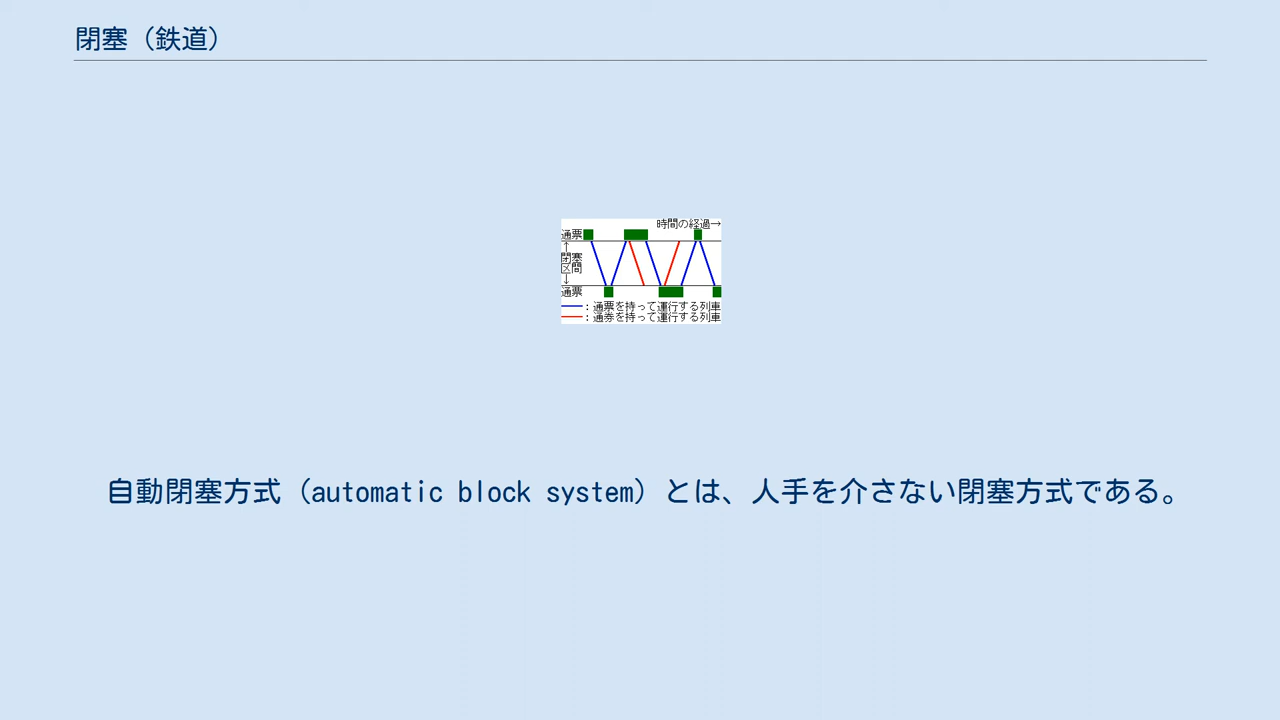 閉塞（鉄道）
時間の経過→
通票
↑
閉塞
区間
↓
通票
：通票を持って運行する列車
：通券を持って運行する列車
自動閉塞方式（automatic block system）とは、人手を介さない閉塞方式である。